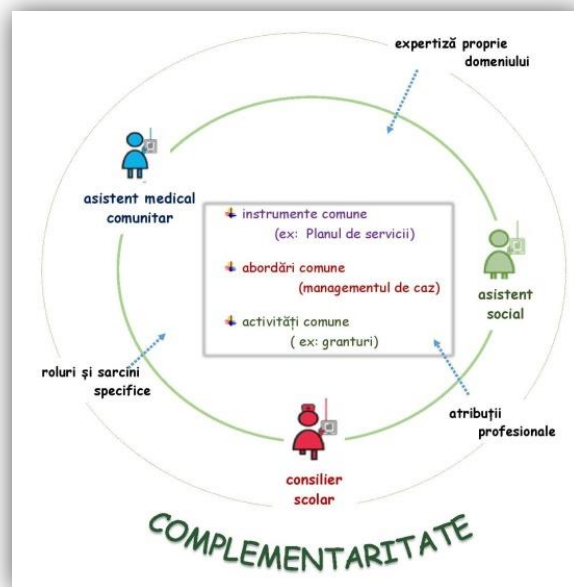 expertiză proprie
domeniului
asistent medical
comunitar
instrumente comune
(ex: Planul de servicii)
abordări comune
(managementul de caz)
activități comune
( ex: granturi)
asistent
social
roluri și sarcini
specifice
atribuții
profesionale
consilier
scolar
COMPLEMENTARITATE